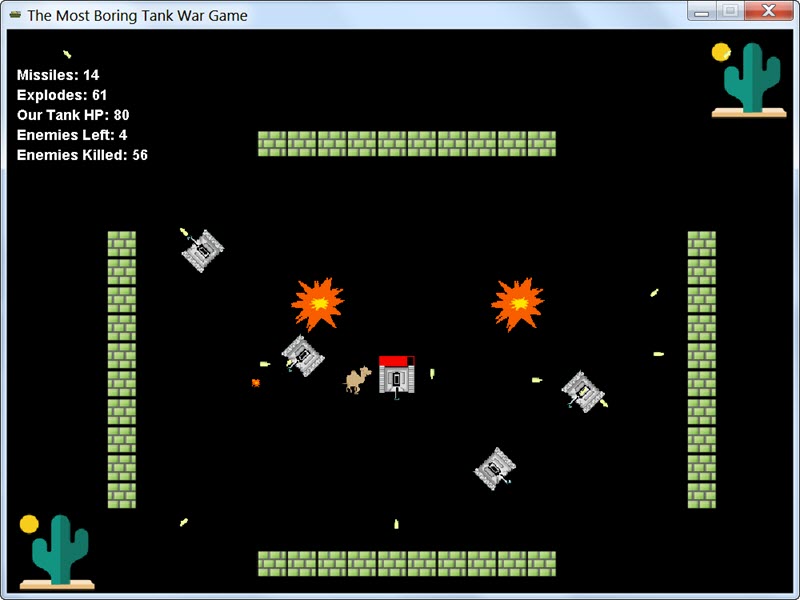 The Most Boring Tank War Game
Missiles: 14
Explodes: 61
Our Tank HP: 80
Enemies Left: 4
Enemies Killed: 56